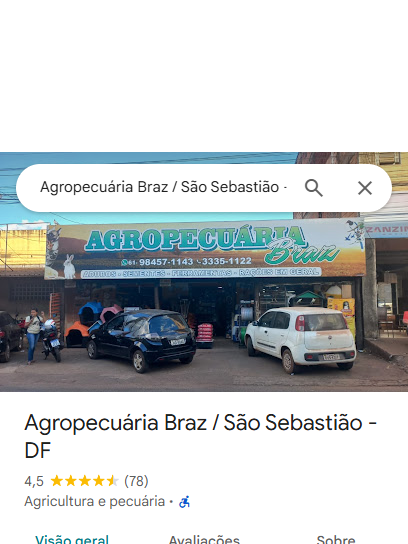 Agropecuária Braz / São Sebastião -
AGROPECUÁRIA
Braz
61. 98457-1143 3335-1122
ADUBOS - SEMENTES - FERRAMENTAS - RAÇÕES EM GERAL
Agropecuária Braz / São Sebastião -
DF
4,5 (78)
Agricultura e pecuária ·
Visão geral
Avaliações
Sobre